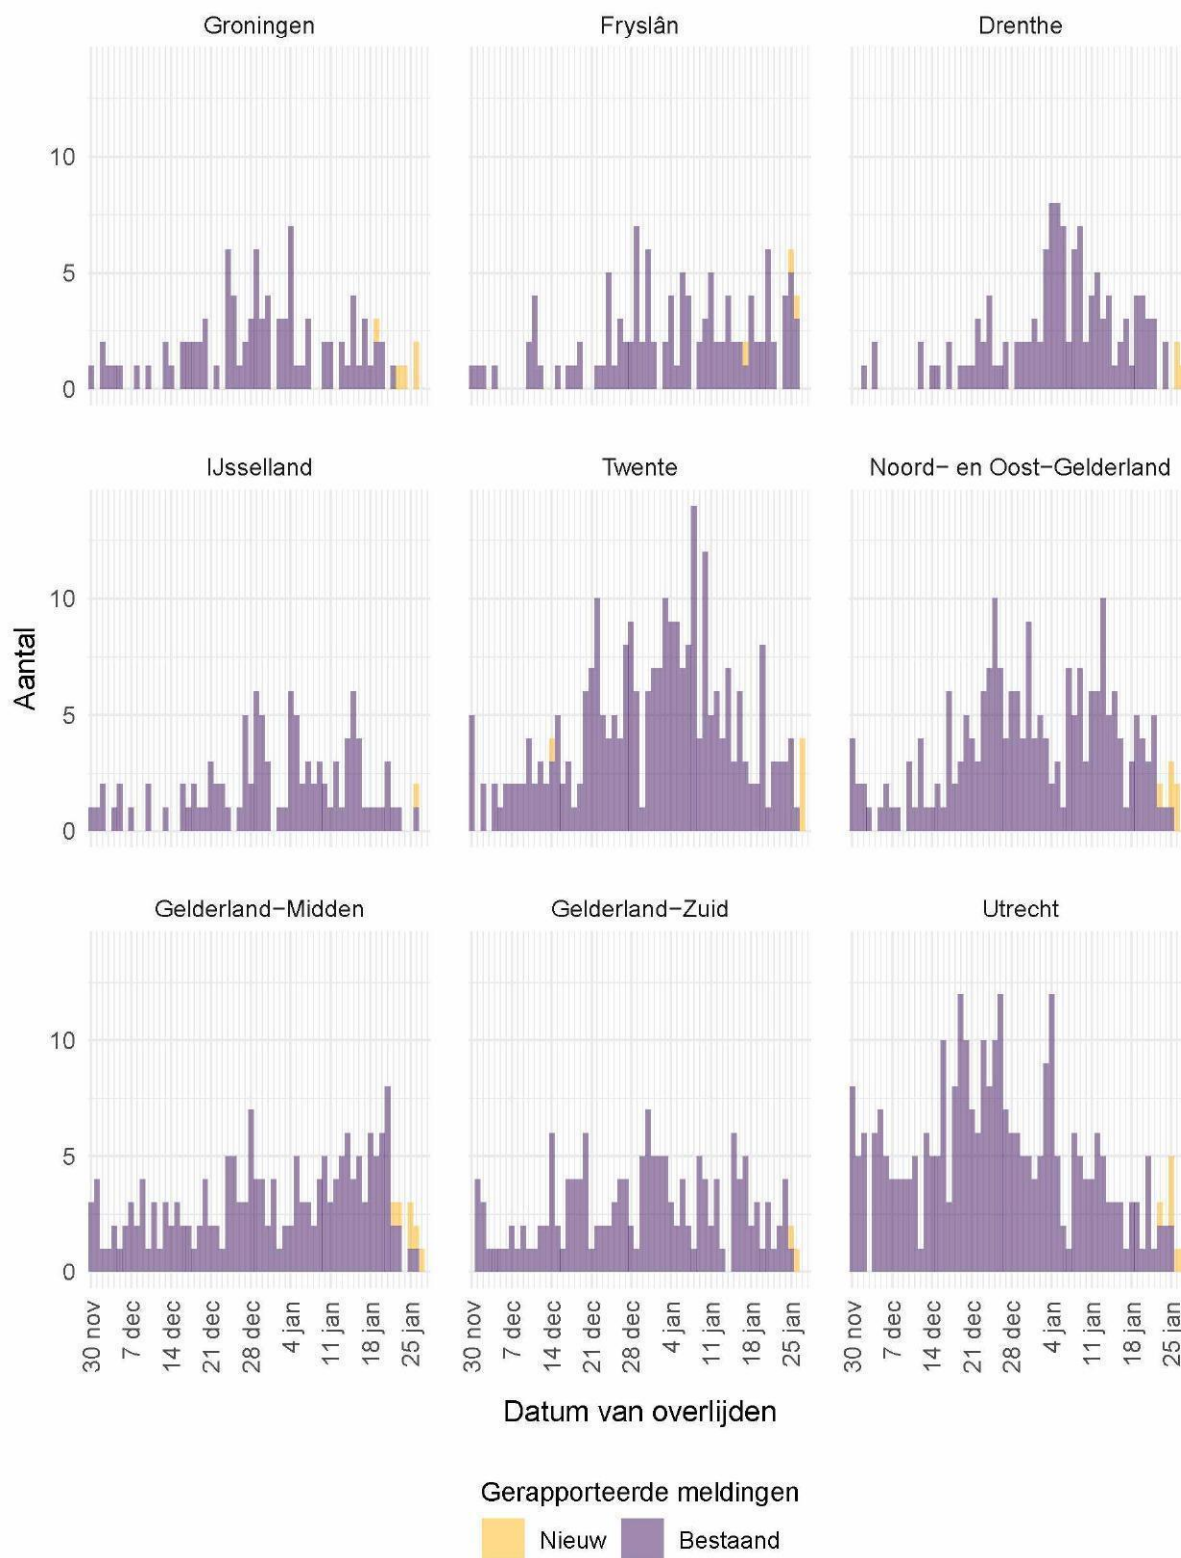 Groningen
Fryslân
Drenthe
10
5
0
IJsselland
Twente
Noord- en Oost-Gelderland
Aantal
10
5
0
Gelderland-Midden
Gelderland-Zuid
Utrecht
10
5
0
30 nov
7 dec
14 dec
21 dec
28 dec
4 jan
11 jan
18 jan
25 jan
30 nov
7 dec
14 dec
21 dec
28 dec
4 jan
11 jan
18 jan
25 jan
30 nov
7 dec
14 dec
21 dec
28 dec
4 jan
11 jan
18 jan
25 jan
Datum van overlijden
Gerapporteerde meldingen
Nieuw Bestaand